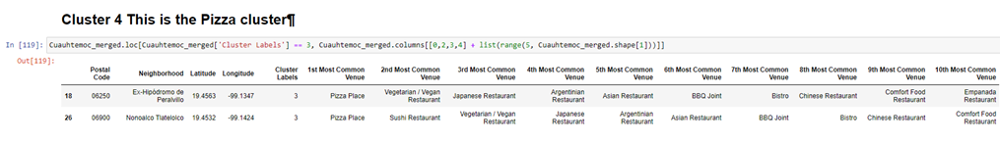 Cluster 4 This is the Pizza cluster¶
In [119]: Cuauhtemoc_merged.loc[Cuauhtemoc_merged['Cluster Labels'] == 3, Cuauhtemoc_merged.columns[[0,2,3,4] + list(range(5, Cuauhtemoc_merged.shape[1]))]]
Out[119]:
Postal Code Neighborhood Latitude Longitude Cluster Labels 1st Most Common Venue 2nd Most Common Venue 3rd Most Common Venue 4th Most Common Venue 5th Most Common Venue 6th Most Common Venue 7th Most Common Venue 8th Most Common Venue 9th Most Common Venue 10th Most Common Venue
18 06250 Ex-Hipódromo de Peralvillo 19.4563 -99.1347 3 Pizza Place Vegetarian / Vegan Restaurant Japanese Restaurant Argentinian Restaurant Asian Restaurant BBQ Joint Bistro Chinese Restaurant Comfort Food Restaurant Empanada Restaurant
26 06900 Nonoalco Tlatelolco 19.4532 -99.1424 3 Pizza Place Sushi Restaurant Vegetarian / Vegan Restaurant Japanese Restaurant Argentinian Restaurant Asian Restaurant BBQ Joint Bistro Chinese Restaurant Comfort Food Restaurant